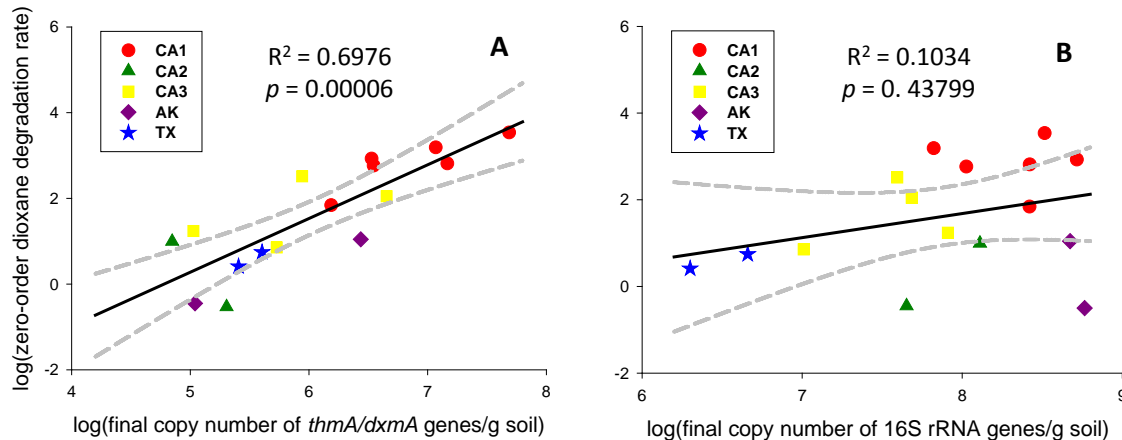 A
CA1
CA2
CA3
AK
TX
R² = 0.6976
p = 0.00006
6
4
2
0
-2
4
5
6
7
8
log(zero-order dioxane degradation rate)
log(final copy number of thmA/dxmA genes/g soil)
B
CA1
CA2
CA3
AK
TX
R² = 0.1034
p = 0. 43799
6
4
2
0
-2
6
7
8
9
log(final copy number of 16S rRNA genes/g soil)